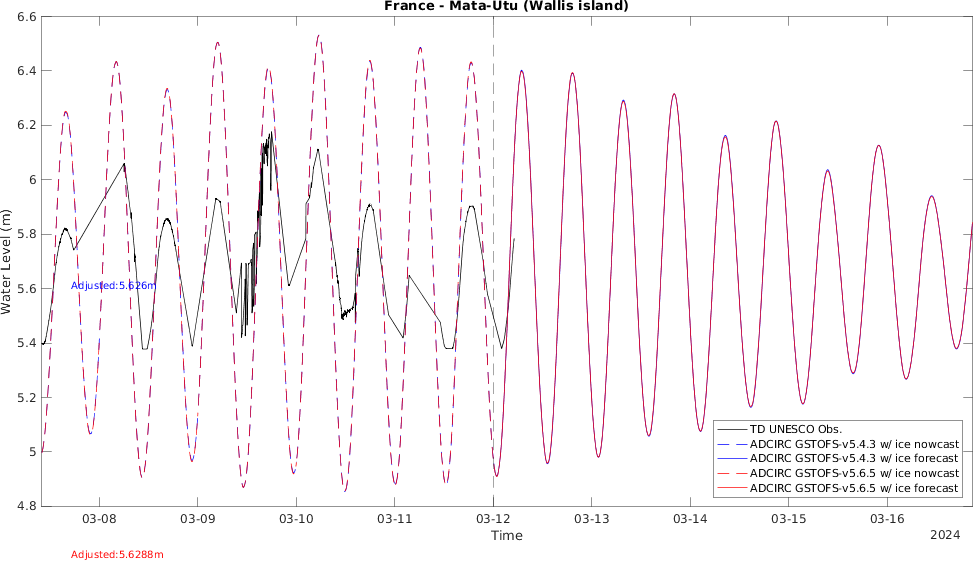 France - Mata-Utu (Wallis island)
6.6
6.4
6.2
6
5.8
5.6
5.4
5.2
5
4.8
Water Level (m)
Adjusted:5.626m
TD UNESCO Obs.
ADCIRC GSTOFS-v5.4.3 w/ ice nowcast
ADCIRC GSTOFS-v5.4.3 w/ ice forecast
ADCIRC GSTOFS-v5.6.5 w/ ice nowcast
ADCIRC GSTOFS-v5.6.5 w/ ice forecast
03-08 03-09 03-10 03-11 03-12 03-13 03-14 03-15 03-16
Time
2024
Adjusted:5.6288m